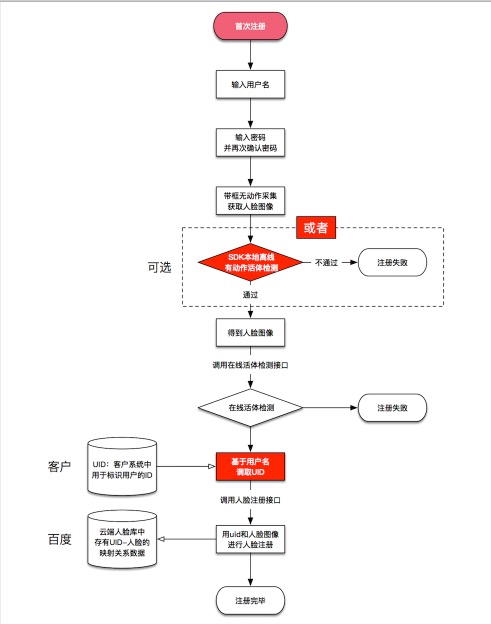 首次注册
输入用户名
输入密码
并再次确认密码
带框无动作采集
获取人脸图像
或者
可选
SDK本地离线
有动作活体检测
不通过
注册失败
通过
得到人脸图像
调用在线活体检测接口
在线活体检测
注册失败
客户
UID：客户系统中
用于标识用户的ID
基于用户名
调取UID
调用人脸注册接口
百度
云端人脸库中
存有UID-人脸的
映射关系数据
用uid和人脸图像
进行人脸注册
注册完毕